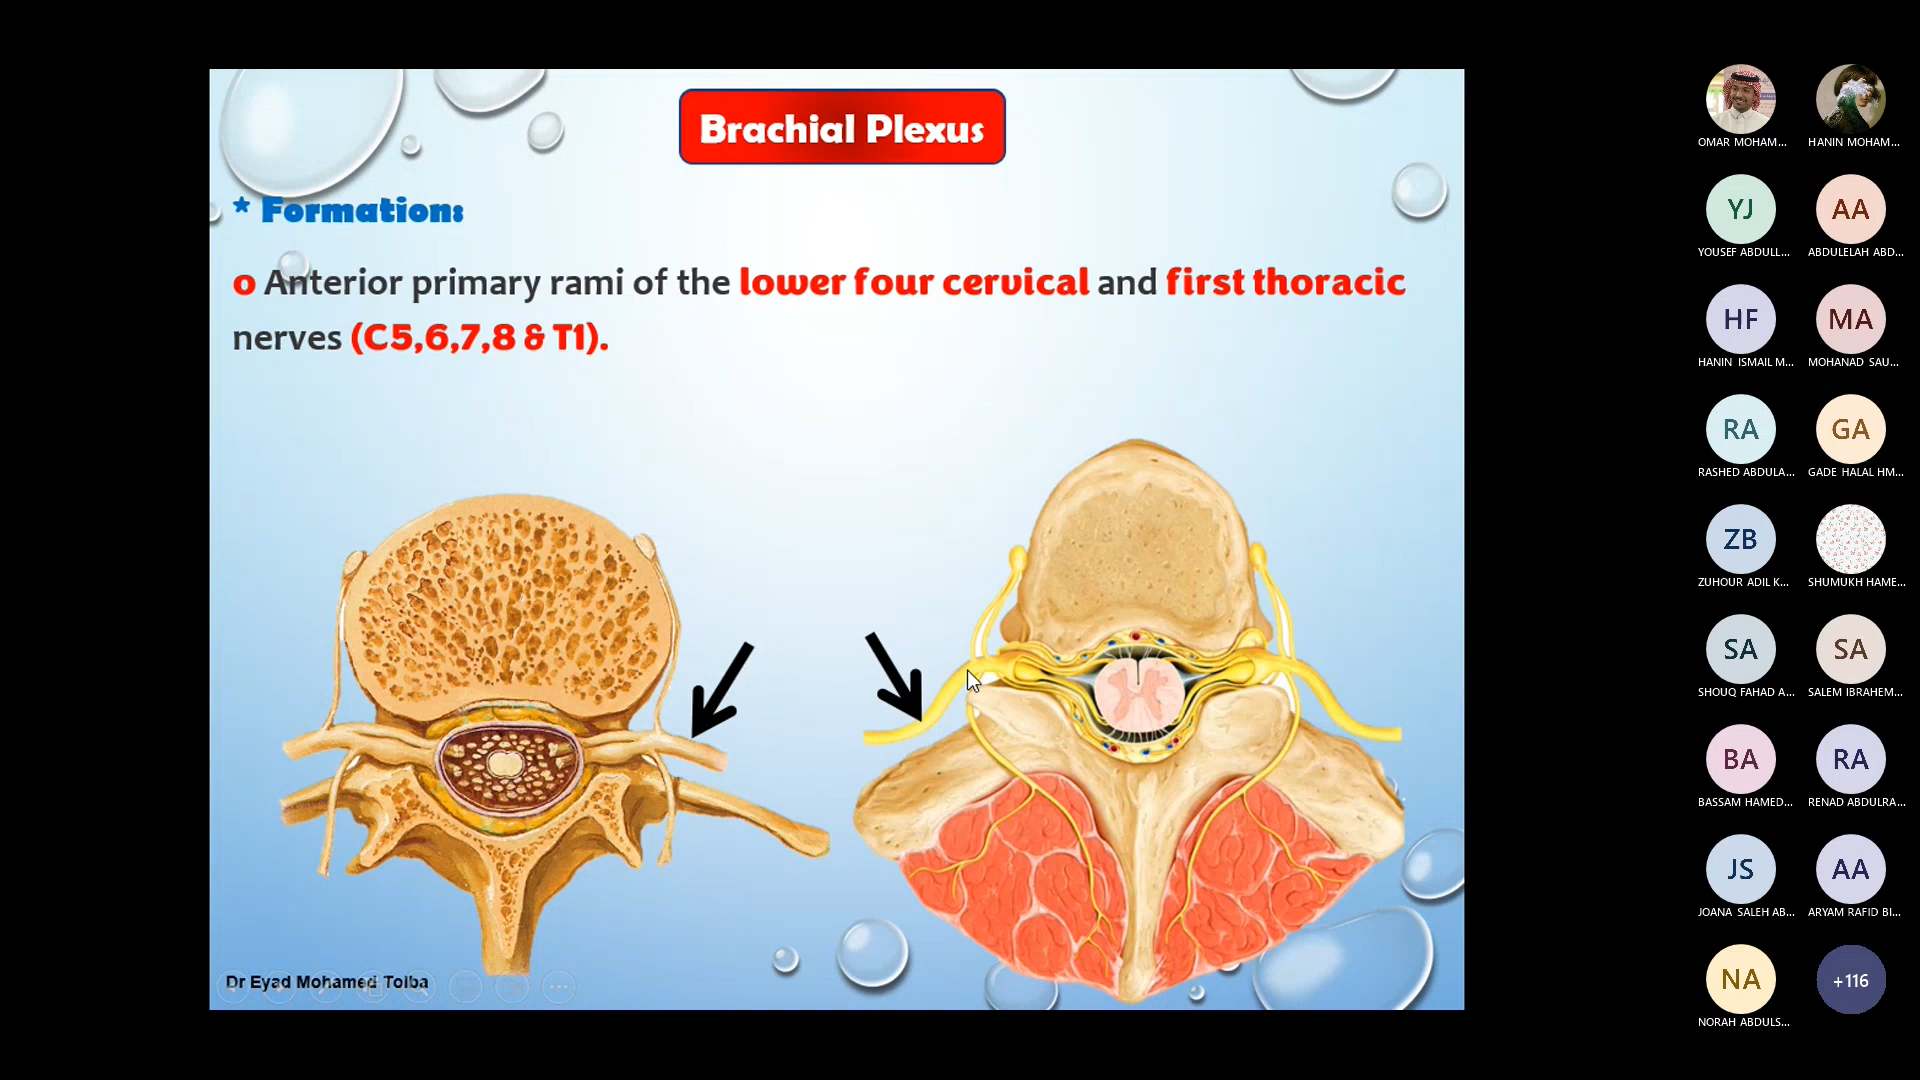 Brachial Plexus
* Formation:
o Anterior primary rami of the lower four cervical and first thoracic
nerves (C5,6,7,8 & T1).
Dr Eyad Mohamed Tolba
OMAR MOHAM...
HANIN MOHAM...
YJ
AA
YOUSEF ABDULL...
ABDULELAH ABD...
HF
MA
HANIN ISMAIL M...
MOHANAD SAU...
RA
GA
RASHED ABDULA...
GADE HALAL HM...
ZB
ZUHOUR ADIL K...
SHUMUKH HAME...
SA
SA
SHOUQ FAHAD A...
SALEM IBRAHEM...
BA
RA
BASSAM HAMED...
RENAD ABDULRA...
JS
AA
JOANA SALEH AB...
ARYAM RAFID BI...
NA
+116
NORAH ABDULS...